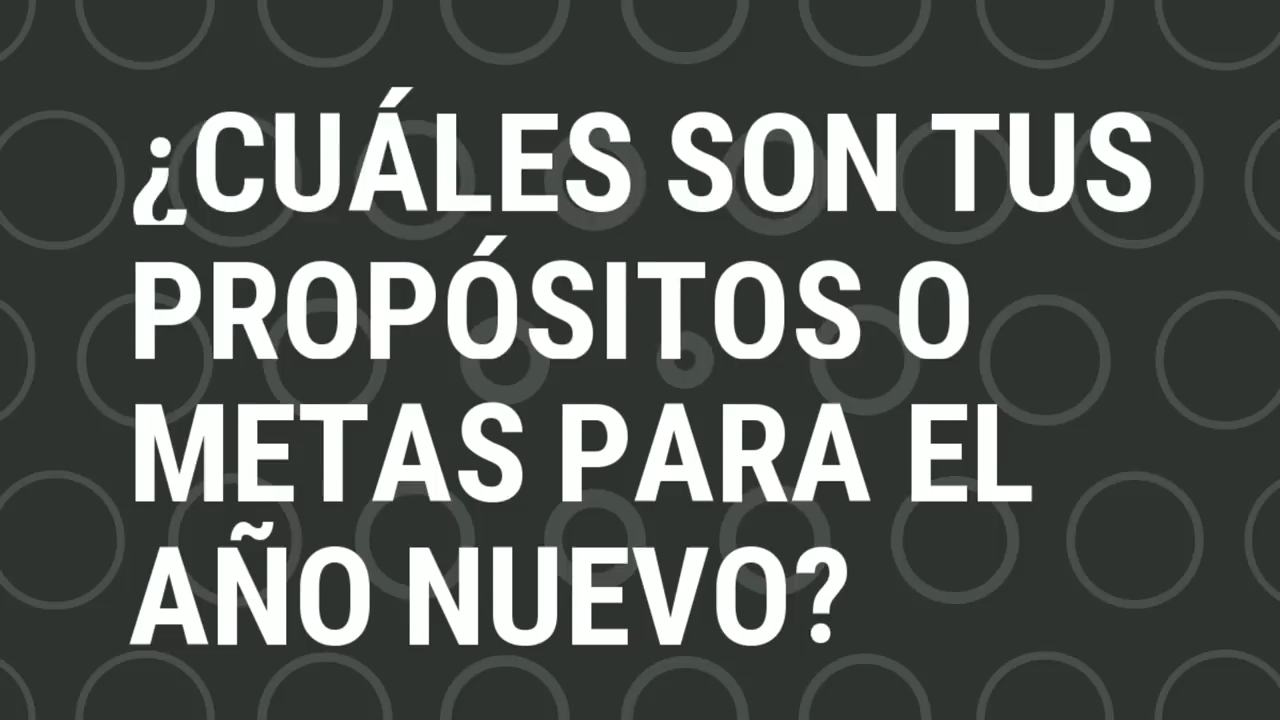 ¿CUÁLES SON TUS
PROPÓSITOS O
METAS PARA EL
AÑO NUEVO?